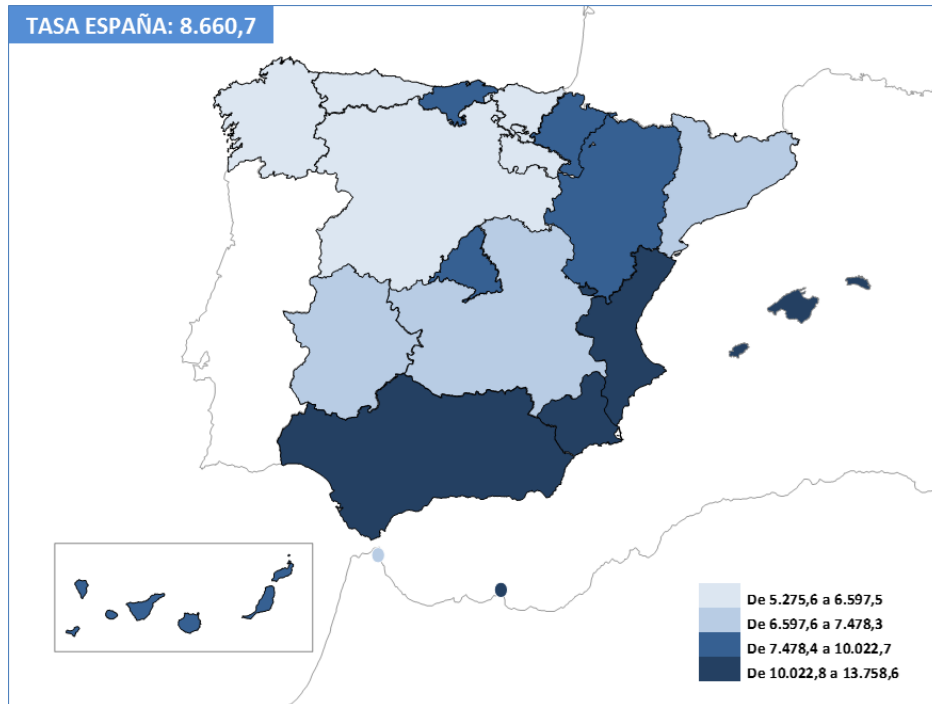 TASA ESPAÑA: 8.660,7
De 5.275,6 a 6.597,5
De 6.597,6 a 7.478,3
De 7.478,4 a 10.022,7
De 10.022,8 a 13.758,6